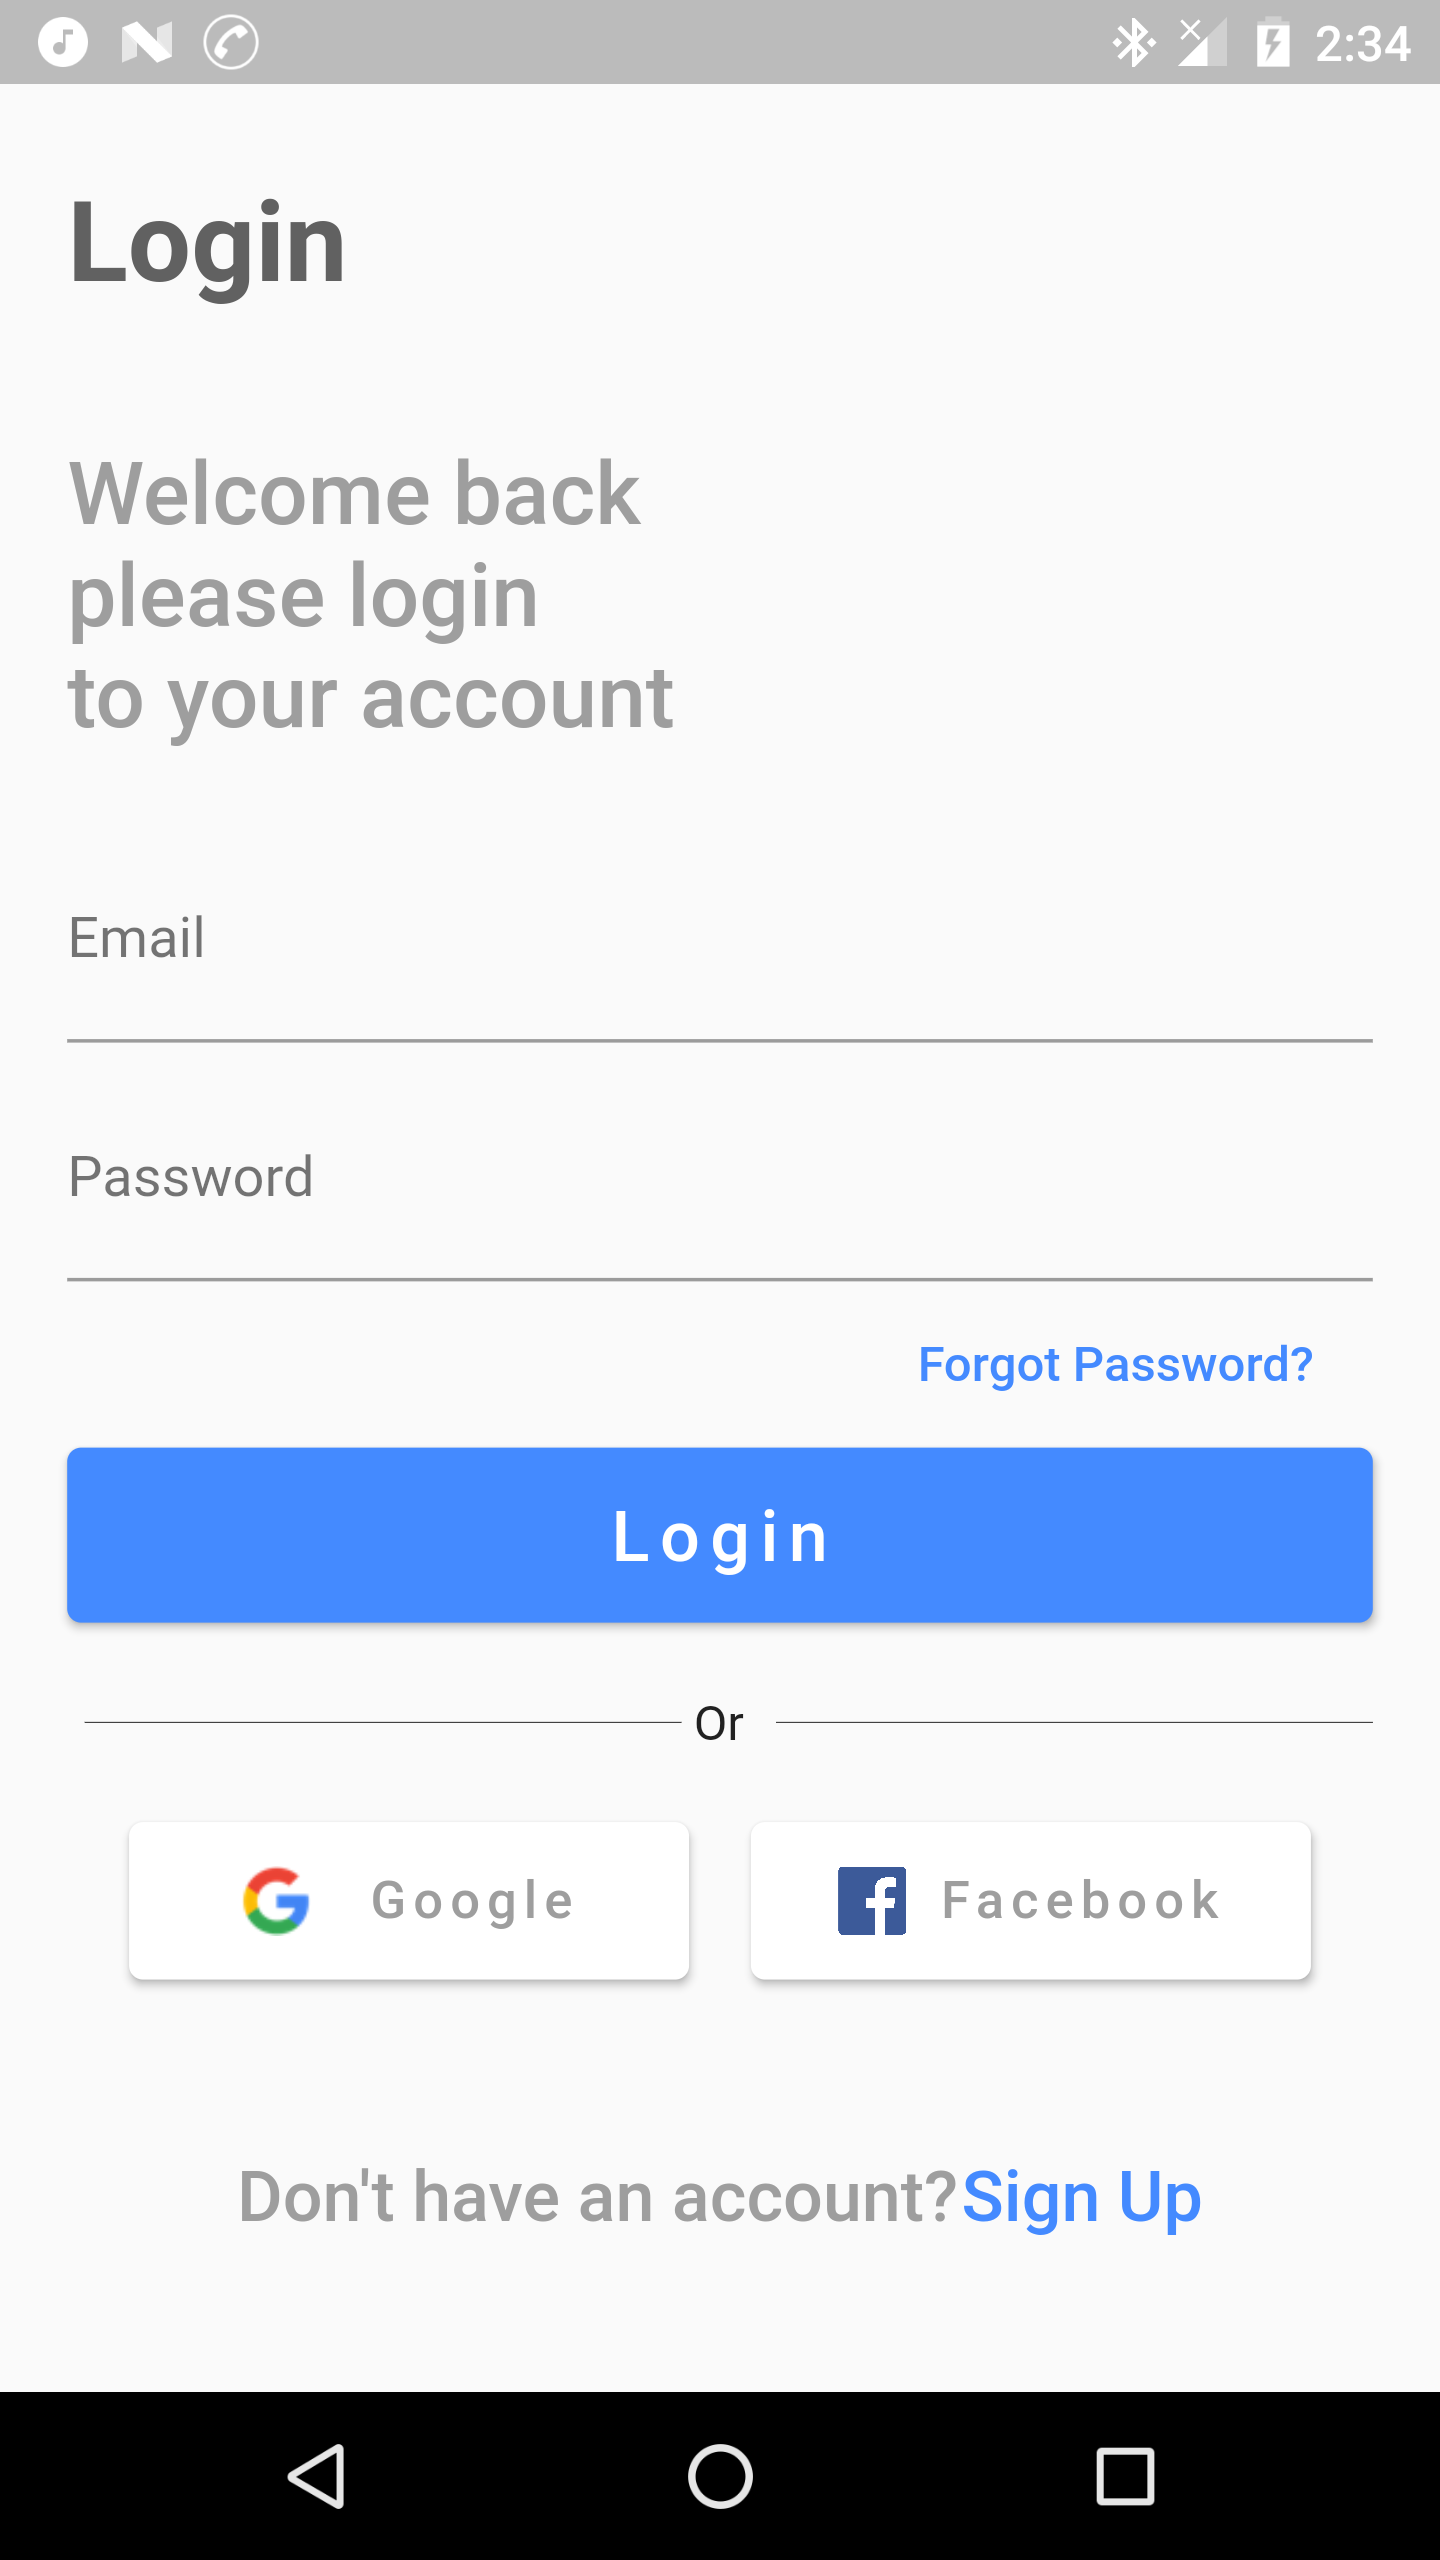 2:34
Login
Welcome back
please login
to your account
Email
Password
Forgot Password?
Login
Or
Google Facebook
Don't have an account?Sign Up